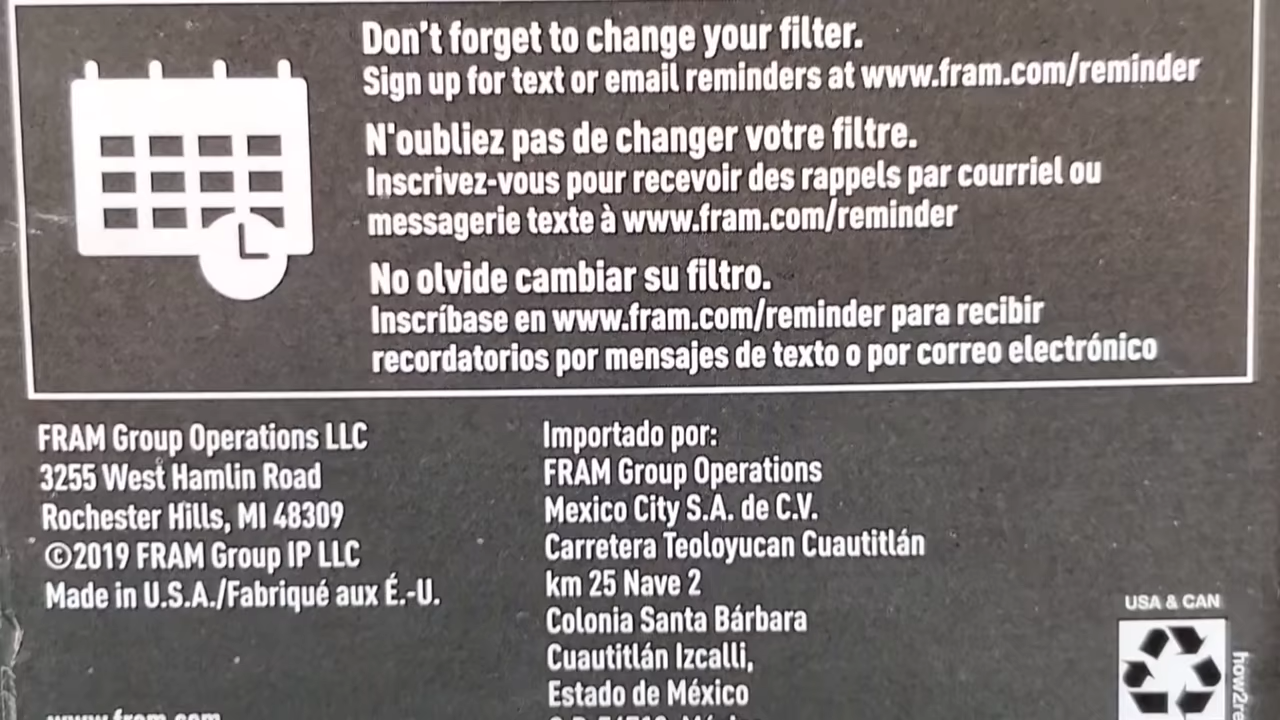 Don't forget to change your filter.
Sign up for text or email reminders at www.fram.com/reminder
N'oubliez pas de changer votre filtre.
Inscrivez-vous pour recevoir des rappels par courriel ou
messagerie texte à www.fram.com/reminder
No olvide cambiar su filtro.
Inscríbase en www.fram.com/reminder para recibir
recordatorios por mensajes de texto o por correo electrónico
FRAM Group Operations LLC
3255 West Hamlin Road
Rochester Hills, MI 48309
©2019 FRAM Group IP LLC
Made in U.S.A./Fabriqué aux É.-U.
www.fram.com
Importado por:
FRAM Group Operations
Mexico City S.A. de C.V.
Carretera Teoloyucan Cuautitlán
km 25 Nave 2
Colonia Santa Bárbara
Cuautitlán Izcalli,
Estado de México
USA & CAN